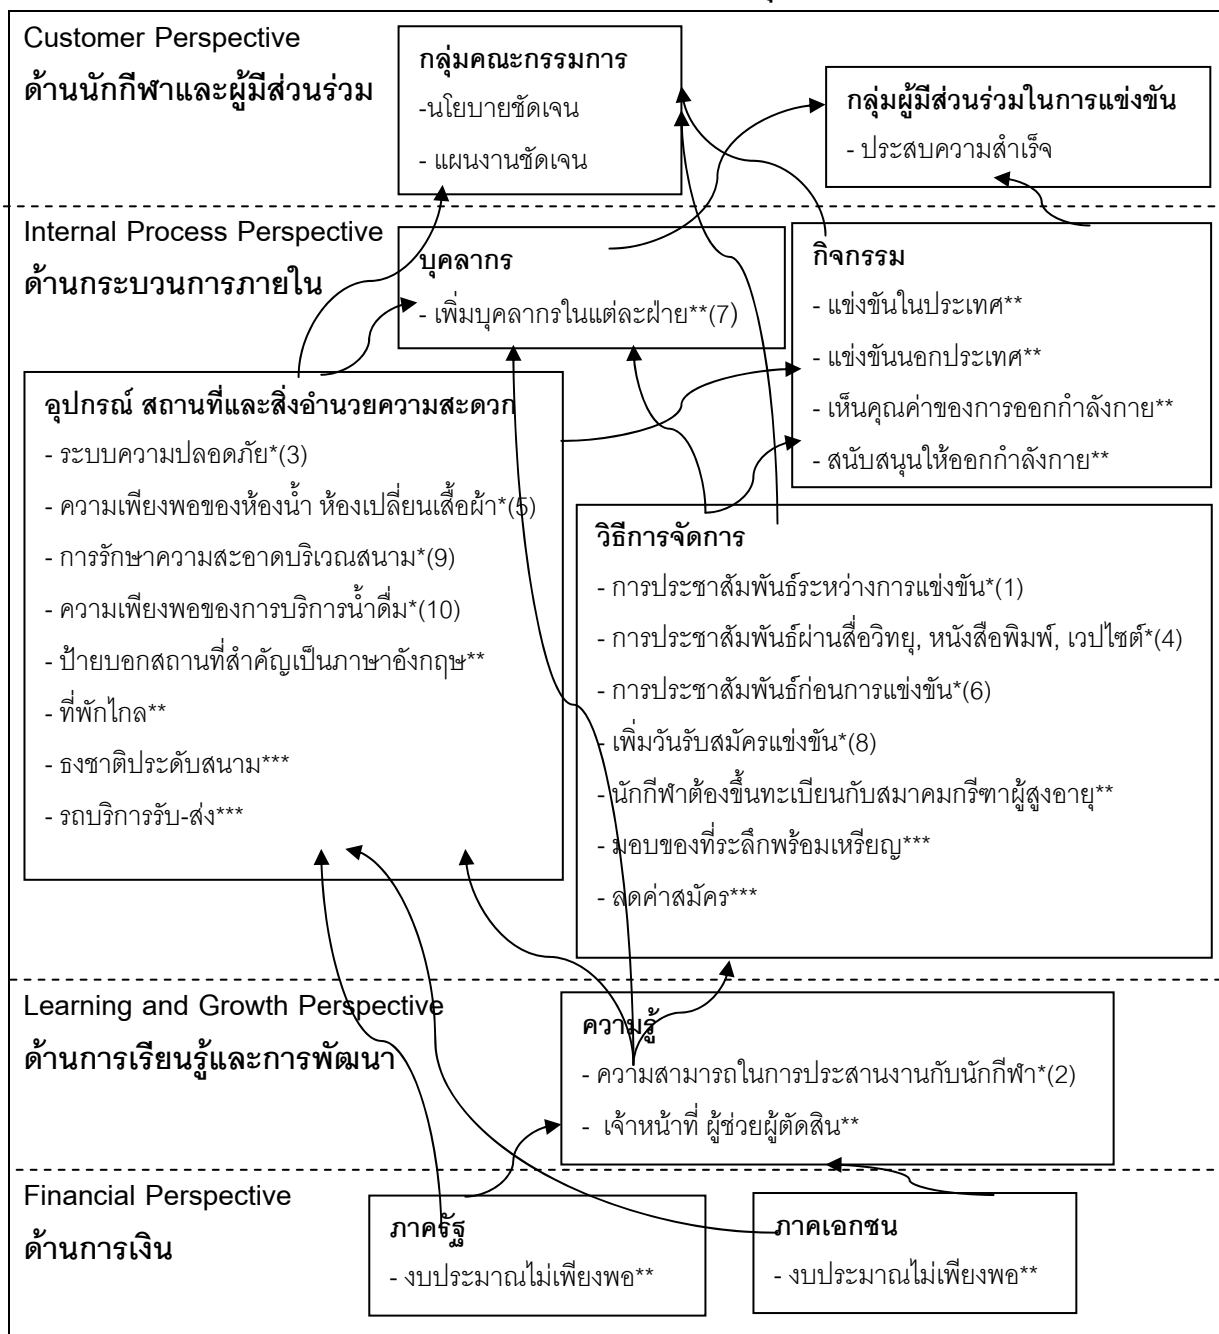 Customer Perspective
ด้านนักกีฬาและผู้มีส่วนร่วม
กลุ่มคณะกรรมการ
-นโยบายชัดเจน
- แผนงานชัดเจน
กลุ่มผู้มีส่วนร่วมในการแข่งขัน
- ประสบความสำเร็จ
Internal Process Perspective
ด้านกระบวนการภายใน
บุคลากร
- เพิ่มบุคลากรในแต่ละฝ่าย**(7)
กิจกรรม
- แข่งขันในประเทศ**
- แข่งขันนอกประเทศ**
- เห็นคุณค่าของการออกกำลังกาย**
- สนับสนุนให้ออกกำลังกาย**
อุปกรณ์ สถานที่และสิ่งอำนวยความสะดวก
- ระบบความปลอดภัย*(3)
- ความเพียงพอของห้องน้ำ ห้องเปลี่ยนเสื้อผ้า*(5)
- การรักษาความสะอาดบริเวณสนาม*(9)
- ความเพียงพอของการบริการน้ำดื่ม*(10)
- ป้ายบอกสถานที่สำคัญเป็นภาษาอังกฤษ**
- ที่พักไกล**
- ธงชาติประดับสนาม***
- รถบริการรับ-ส่ง***
วิธีการจัดการ
- การประชาสัมพันธ์ระหว่างการแข่งขัน*(1)
- การประชาสัมพันธ์ผ่านสื่อวิทยุ, หนังสือพิมพ์, เวปไซต์*(4)
- การประชาสัมพันธ์ก่อนการแข่งขัน*(6)
- เพิ่มวันรับสมัครแข่งขัน*(8)
- นักกีฬาต้องขึ้นทะเบียนกับสมาคมกรีฑาผู้สูงอายุ**
- มอบของที่ระลึกพร้อมเหรียญ***
- ลดค่าสมัคร***
Learning and Growth Perspective
ด้านการเรียนรู้และการพัฒนา
ความรู้
- ความสามารถในการประสานงานกับนักกีฬา*(2)
- เจ้าหน้าที่ ผู้ช่วยผู้ตัดสิน**
Financial Perspective
ด้านการเงิน
ภาครัฐ
- งบประมาณไม่เพียงพอ**
ภาคเอกชน
- งบประมาณไม่เพียงพอ**